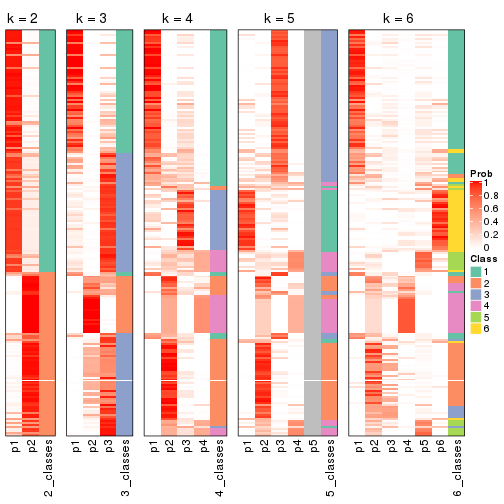 k = 2
k = 3
k = 4
k = 5
k = 6
p1
p2
2_classes
p1
p2
p3
3_classes
p1
p2
p3
p4
4_classes
p1
p2
p3
p4
p5
5_classes
p1
p2
p3
p4
p5
p6
6_classes
Prob
1
0.8
0.6
0.4
0.2
0
Class
1
2
3
4
5
6